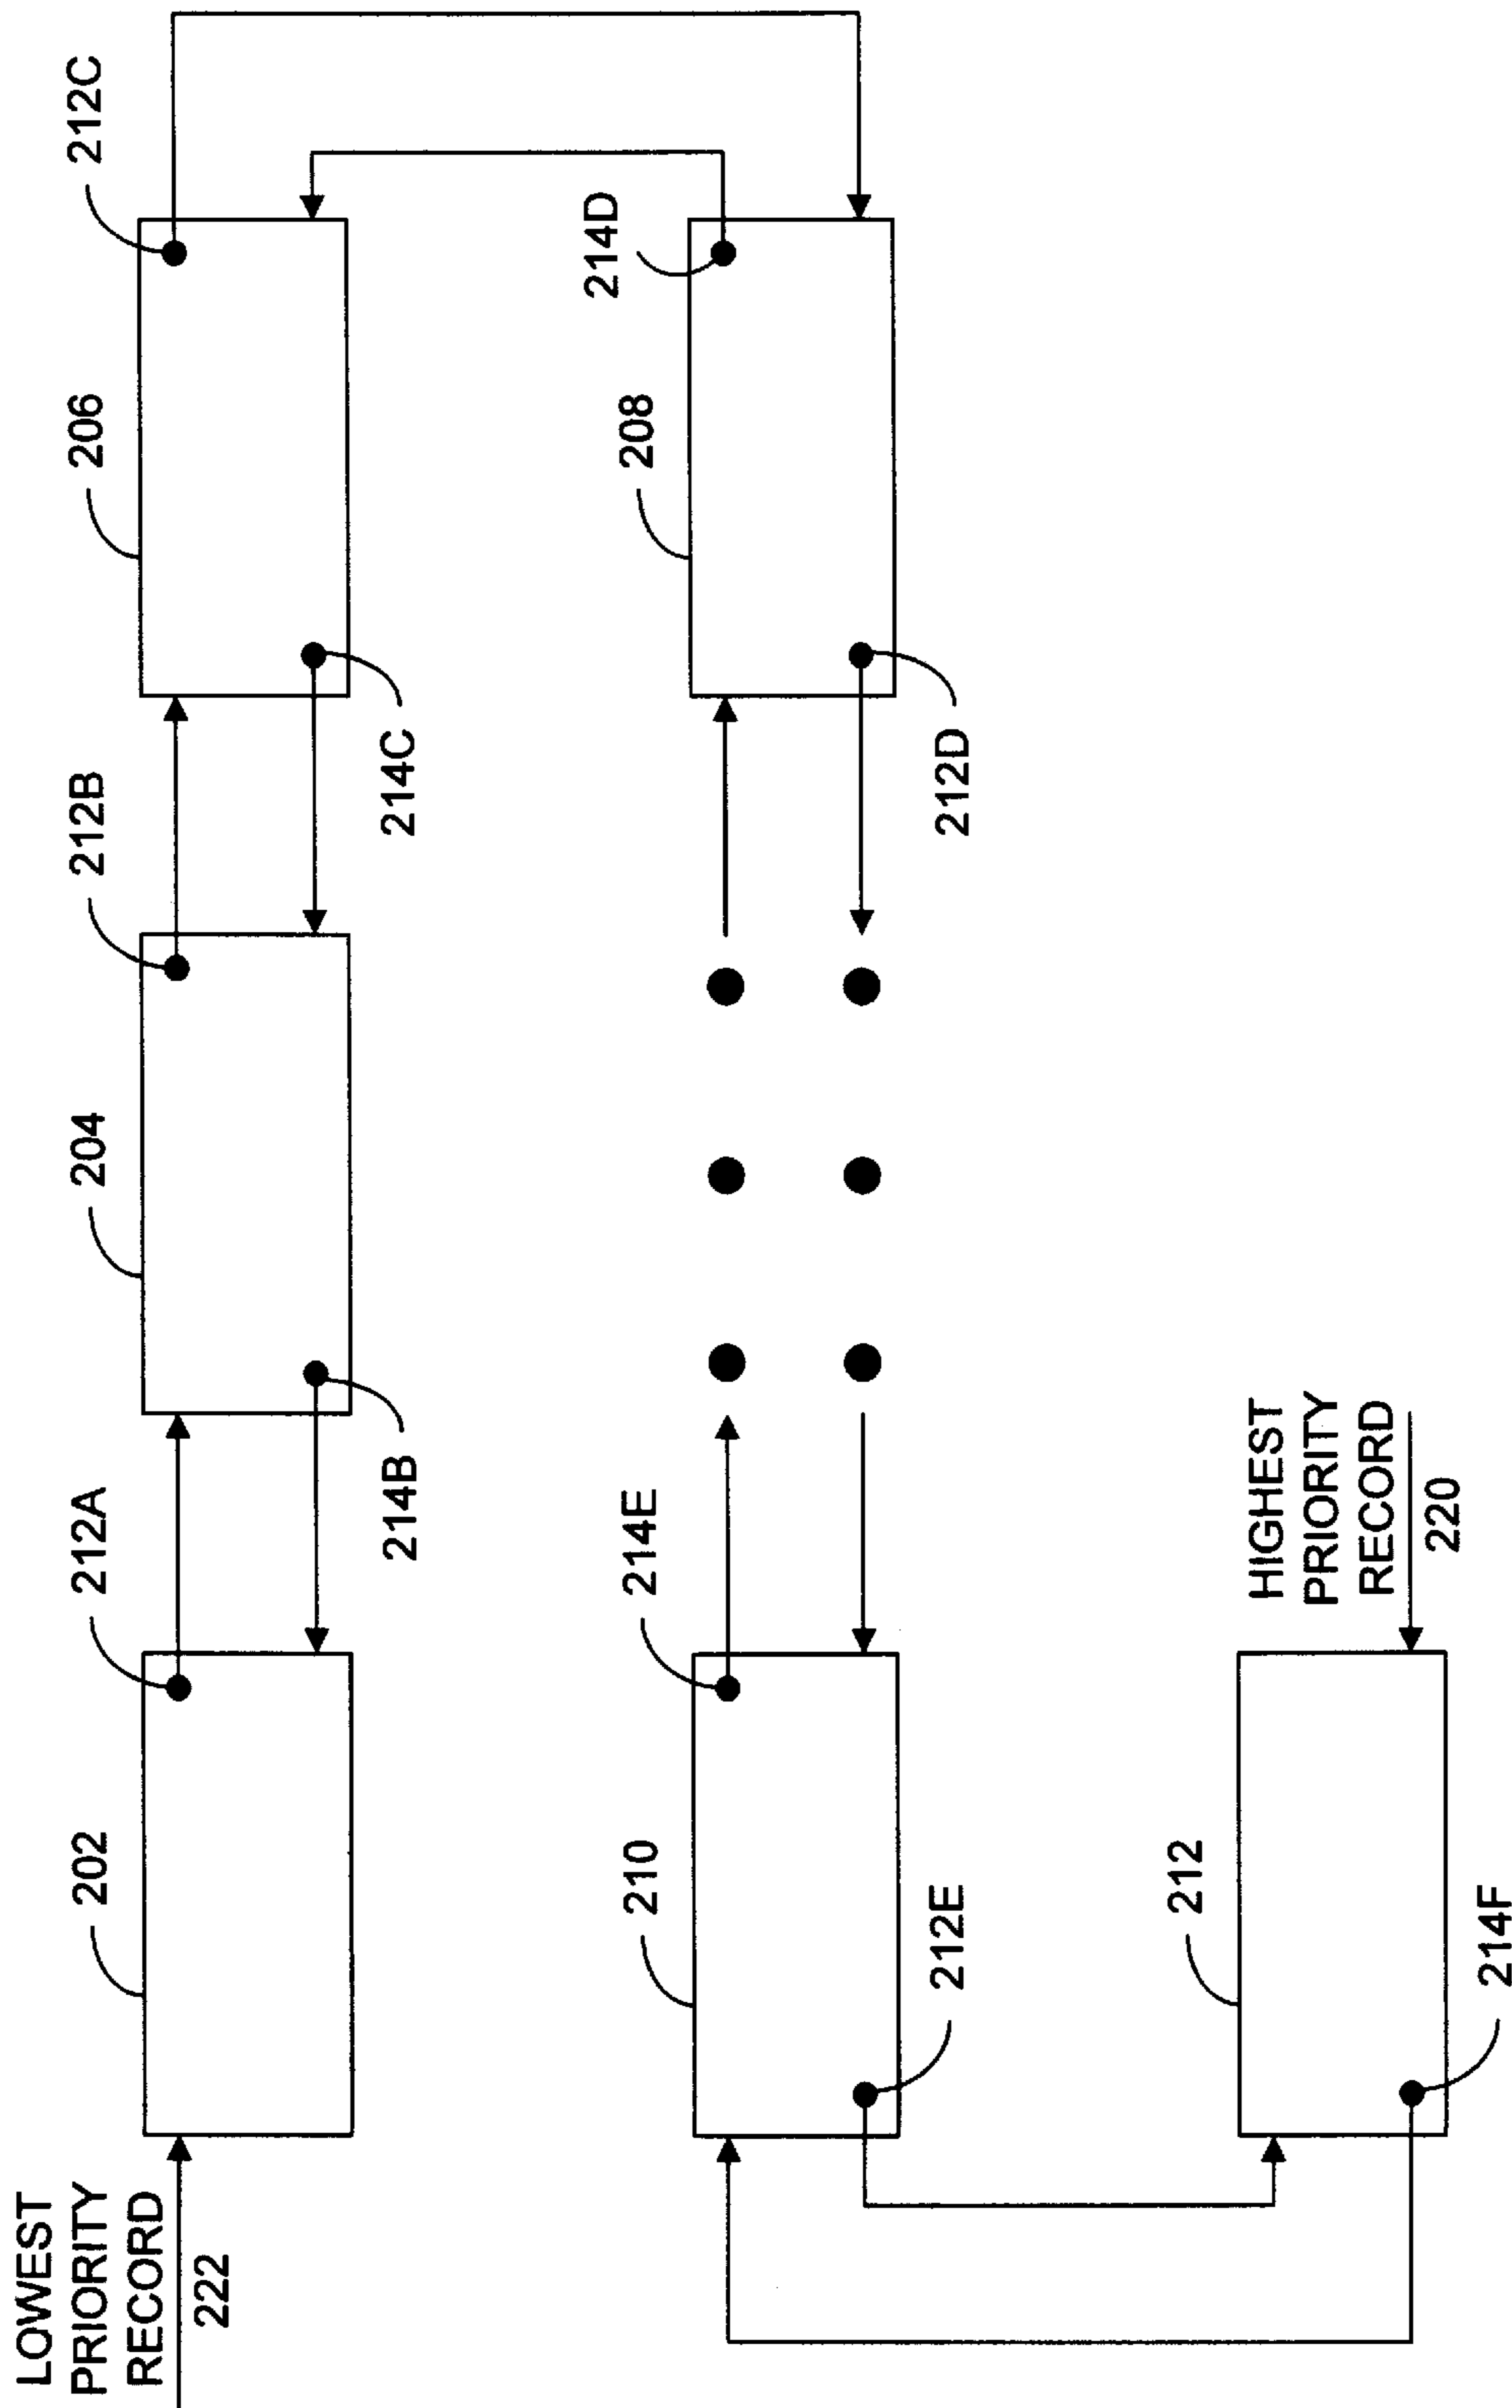 LOWEST
PRIORITY
RECORD
222
202
212A
204
212B
206
212C
214B
214C
210
214E
208
214D
212E
212D
212
HIGHEST
PRIORITY
RECORD
220
214F